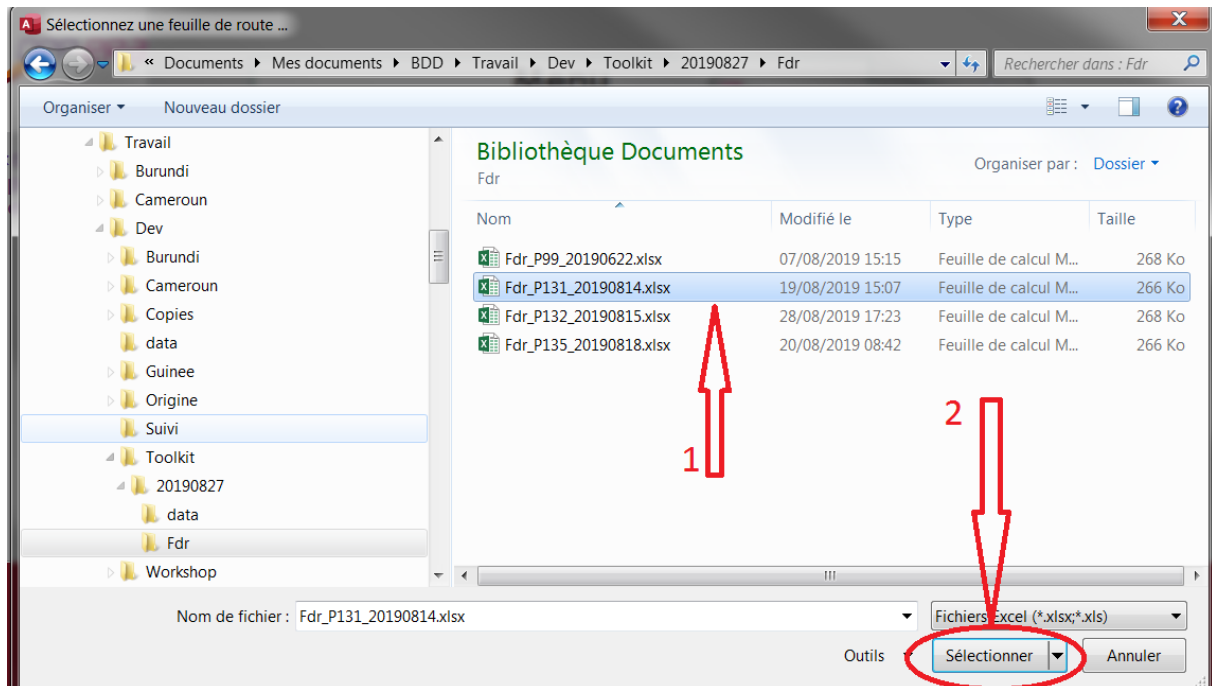 Sélectionnez une feuille de route ...
« Documents Mes documents BDD Travail Dev Toolkit 20190827 Fdr
Rechercher dans : Fdr
Organiser Nouveau dossier
Travail
Burundi
Cameroun
Dev
Burundi
Cameroun
Copies
data
Guinee
Origine
Suivi
Toolkit
20190827
data
Fdr
Workshop
Bibliothèque Documents
Fdr
Organiser par : Dossier
Nom Modifié le Type Taille
Fdr_P99_20190622.xlsx 07/08/2019 15:15 Feuille de calcul M... 268 Ko
Fdr_P131_20190814.xlsx 19/08/2019 15:07 Feuille de calcul M... 266 Ko
Fdr_P132_20190815.xlsx 28/08/2019 17:23 Feuille de calcul M... 268 Ko
Fdr_P135_20190818.xlsx 20/08/2019 08:42 Feuille de calcul M... 266 Ko
1
2
Nom de fichier : Fdr_P131_20190814.xlsx
Fichiers Excel (*.xlsx;*.xls)
Outils Sélectionner Annuler